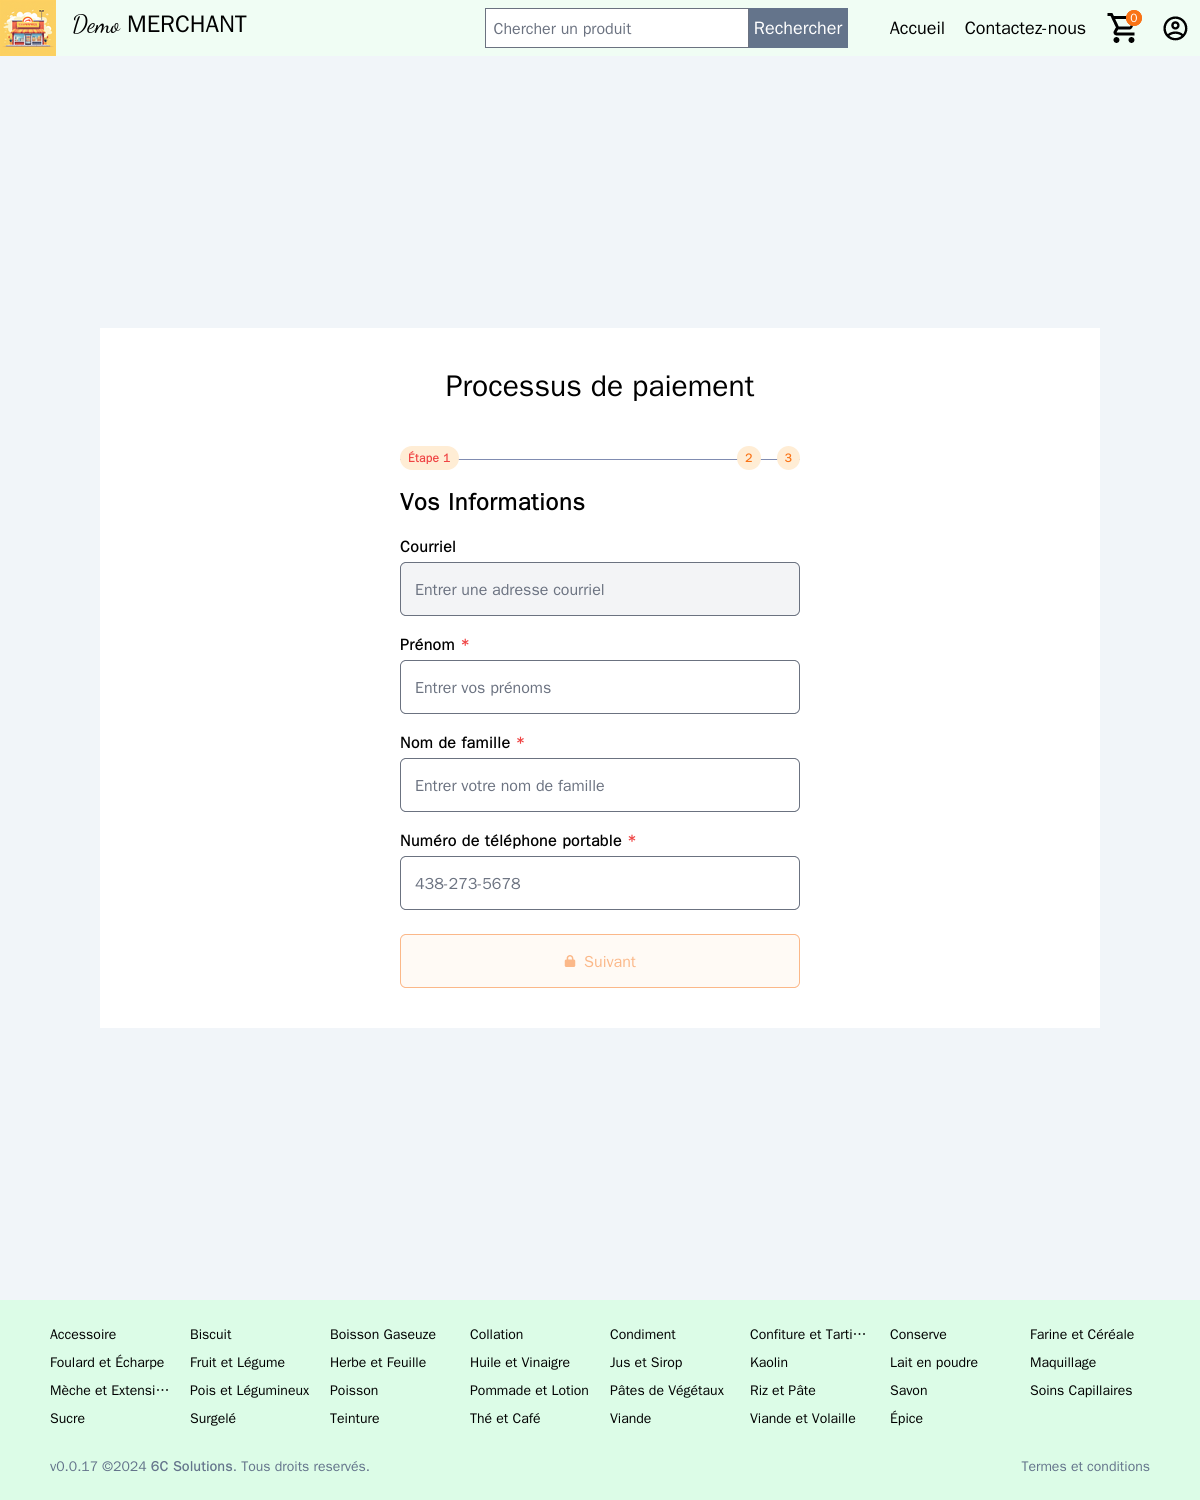 Demo MERCHANT
Chercher un produit
Rechercher
Accueil
Contactez-nous
0
Processus de paiement
Étape 1
2
3
Vos Informations
Courriel
Entrer une adresse courriel
Prénom *
Entrer vos prénoms
Nom de famille *
Entrer votre nom de famille
Numéro de téléphone portable *
438-273-5678
Suivant
Accessoire Biscuit Boisson Gaseuze Collation Condiment Confiture et Tarti… Conserve Farine et Céréale
Foulard et Écharpe Fruit et Légume Herbe et Feuille Huile et Vinaigre Jus et Sirop Kaolin Lait en poudre Maquillage
Mèche et Extensi… Pois et Légumineux Poisson Pommade et Lotion Pâtes de Végétaux Riz et Pâte Savon Soins Capillaires
Sucre Surgelé Teinture Thé et Café Viande Viande et Volaille Épice
v0.0.17 ©2024 6C Solutions. Tous droits reservés.
Termes et conditions